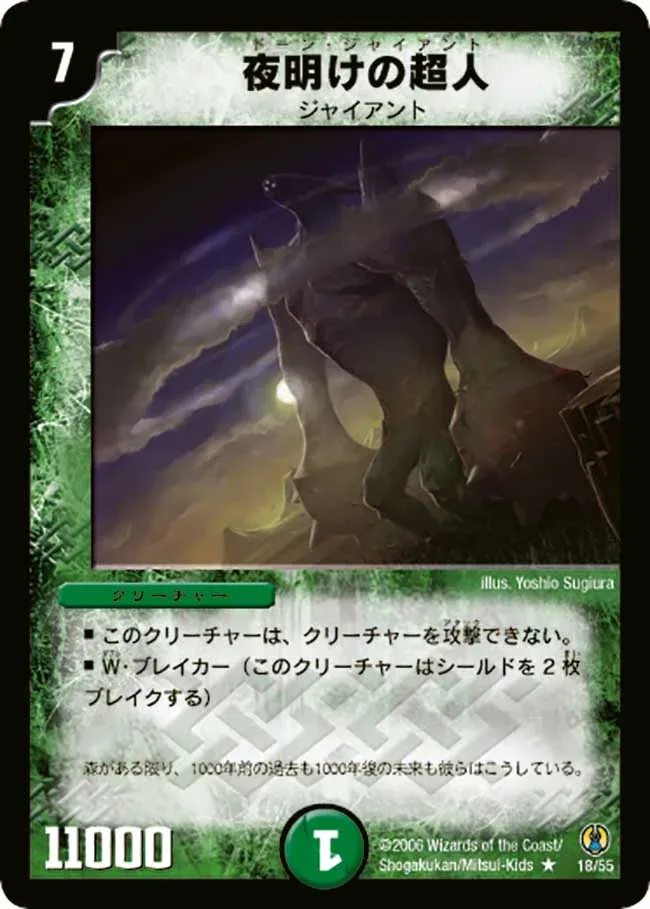 7
ドーン・ジャイアント
夜明けの超人
ジャイアント
illus. Yoshio Sugiura
クリーチャー
■ このクリーチャーは、クリーチャーを攻撃できない。
■ W・ブレイカー（このクリーチャーはシールドを2枚
ブレイクする）
森がある限り、1000年前の過去も1000年後の未来も彼らはこうしている。
11000
1
©2006 Wizards of the Coast/
Shogakukan/Mitsui-Kids ★ 18/55